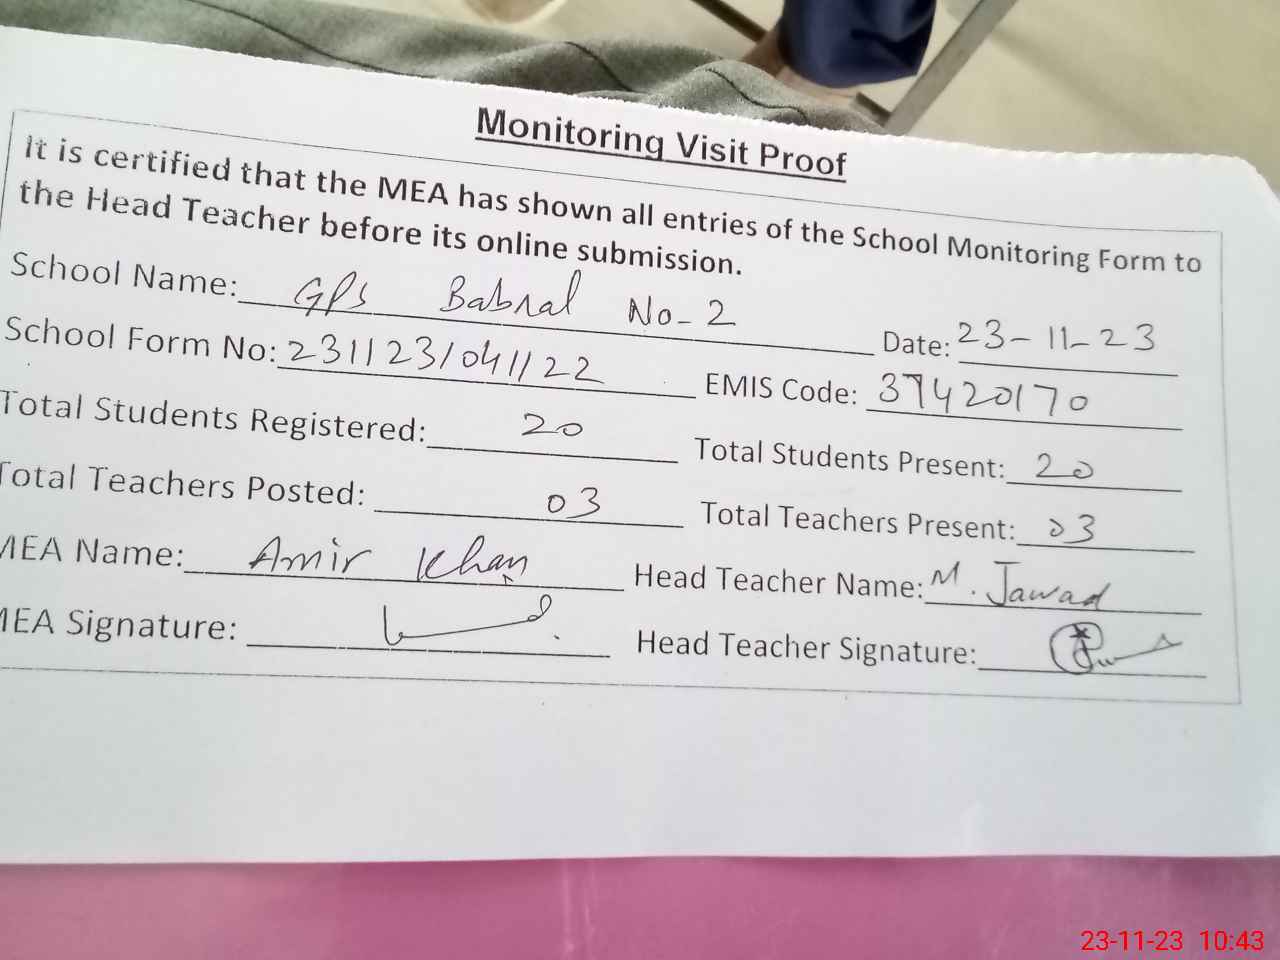 Monitoring Visit Proof
It is certified that the MEA has shown all entries of the School Monitoring Form to
the Head Teacher before its online submission.
School Name: GPS Babral No-2 Date: 23-11-23
School Form No: 231123/041122 EMIS Code: 37420170
Total Students Registered: 20 Total Students Present: 20
Total Teachers Posted: 03 Total Teachers Present: 03
MEA Name: Amir Khan Head Teacher Name: M. Jawad
MEA Signature: Head Teacher Signature:
23-11-23 10:43